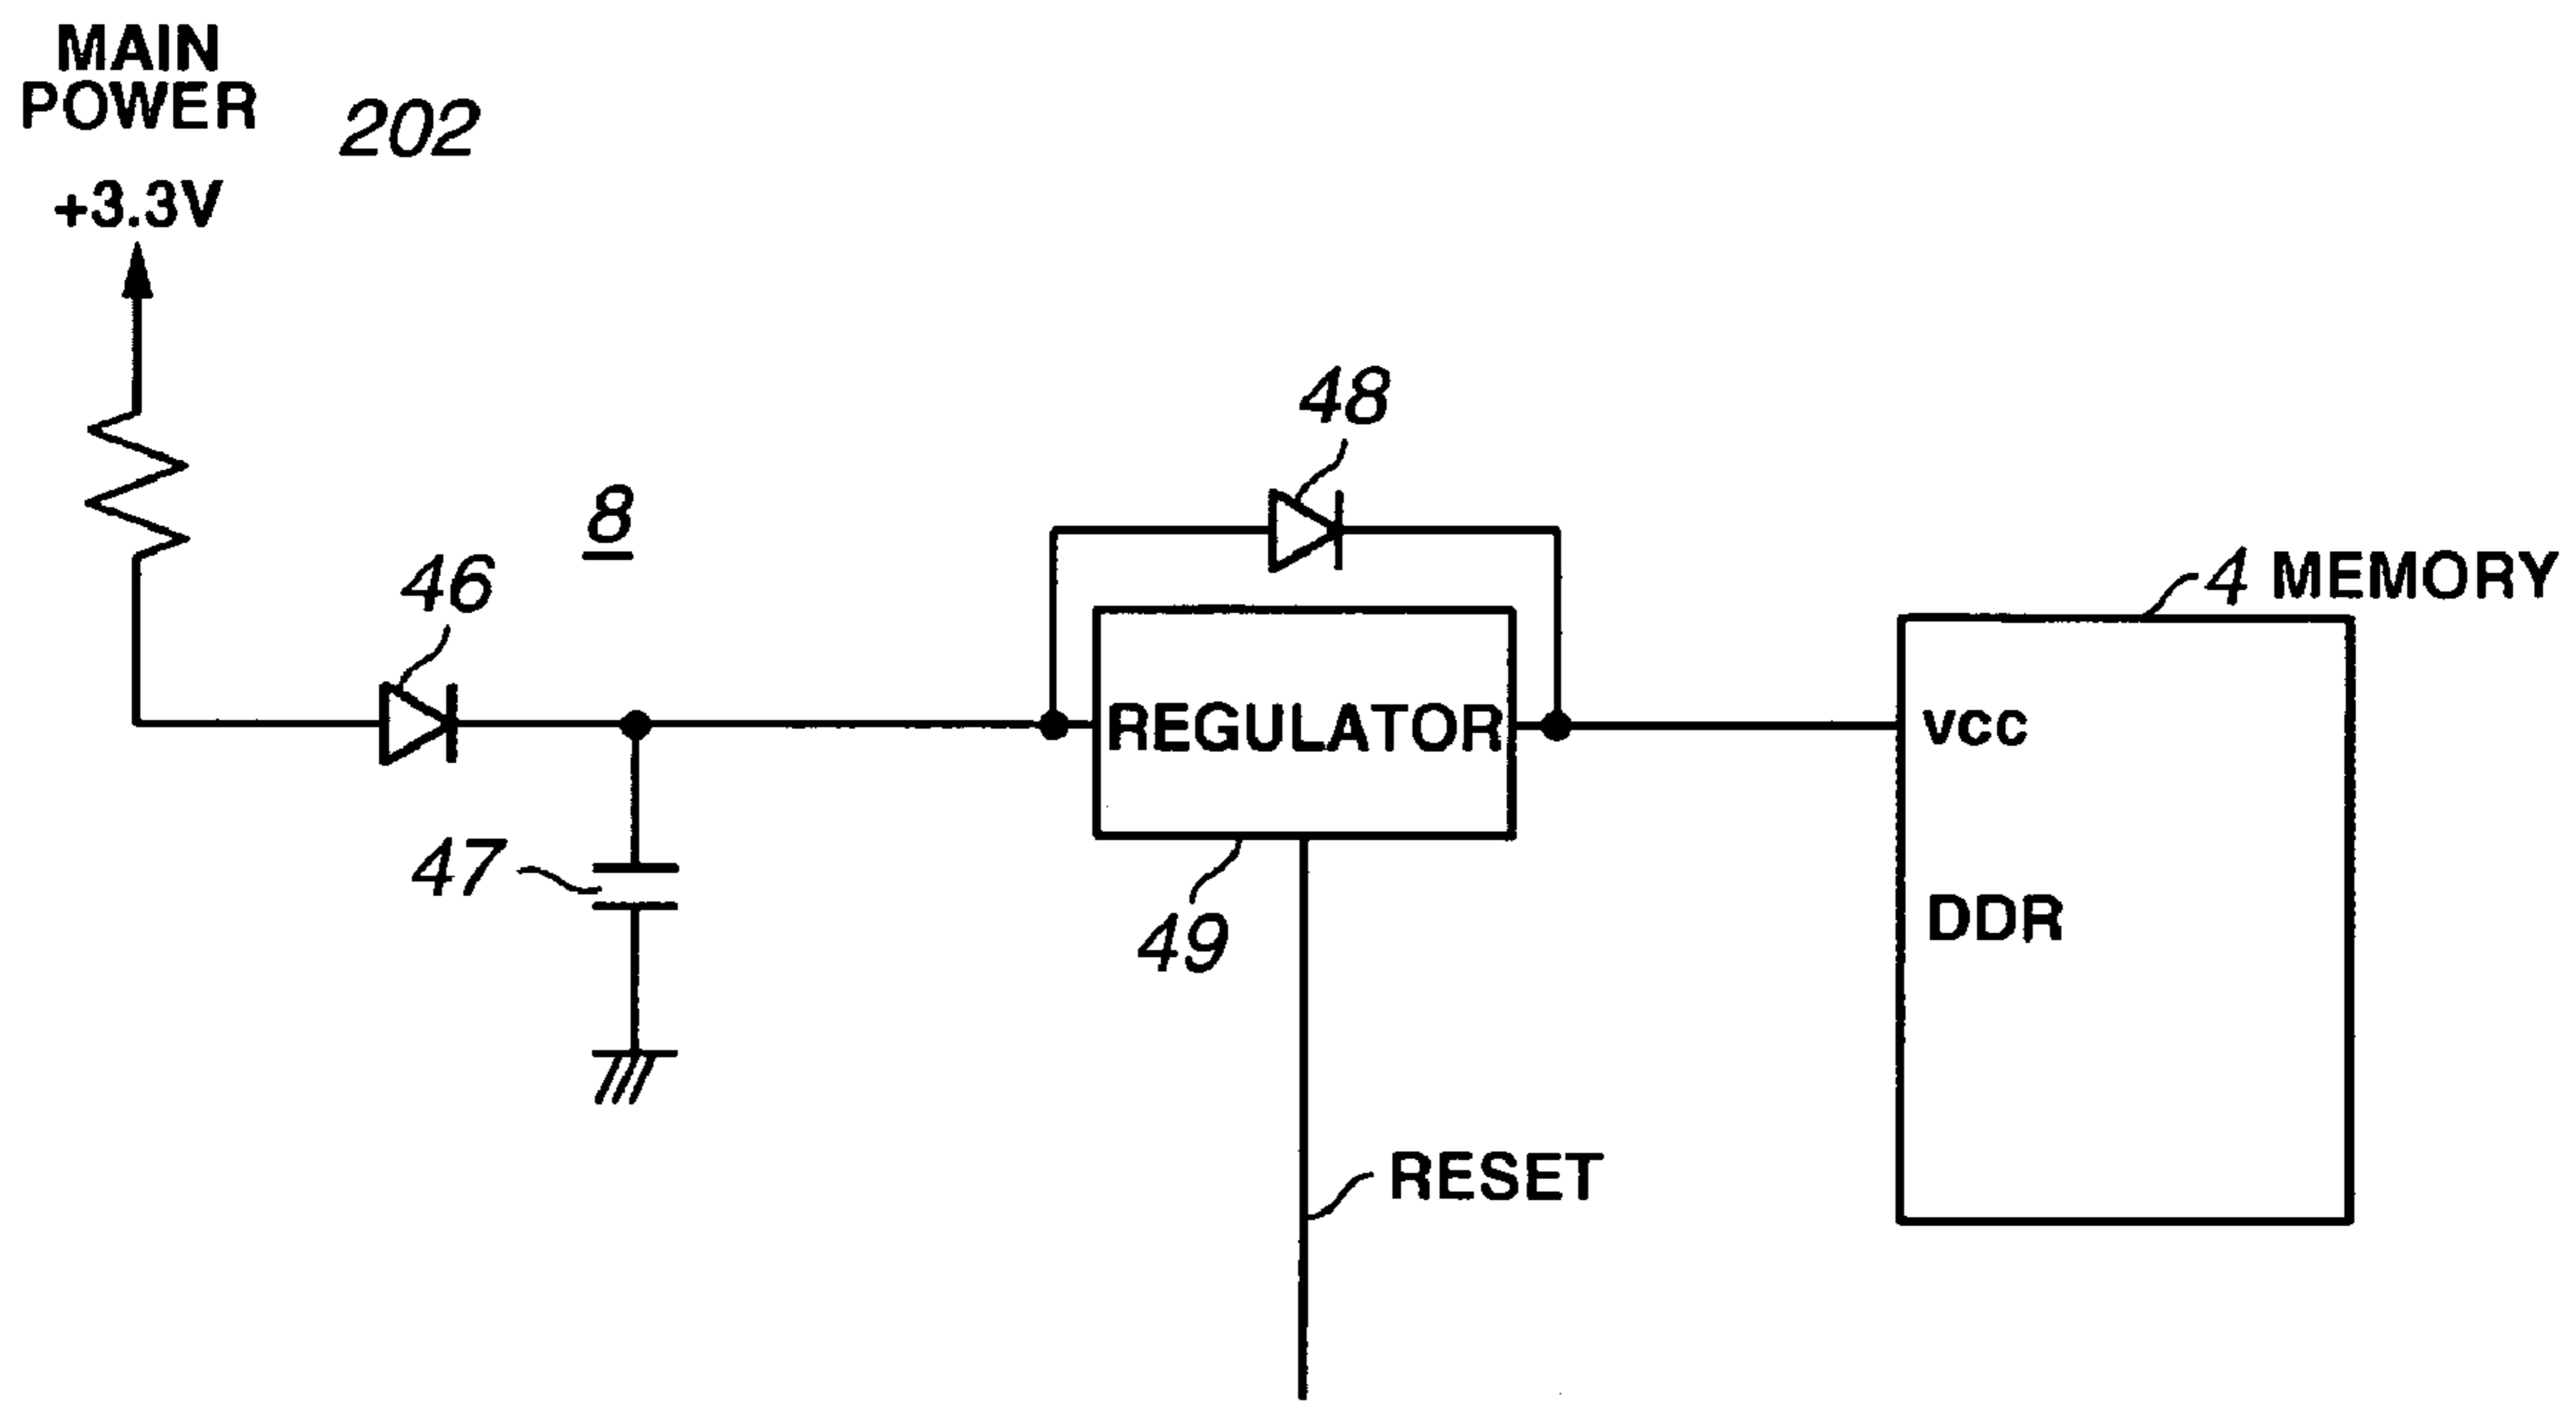 MAIN
POWER
202
+3.3V
48
8
46
4 MEMORY
REGULATOR
vcc
47
DDR
49
RESET